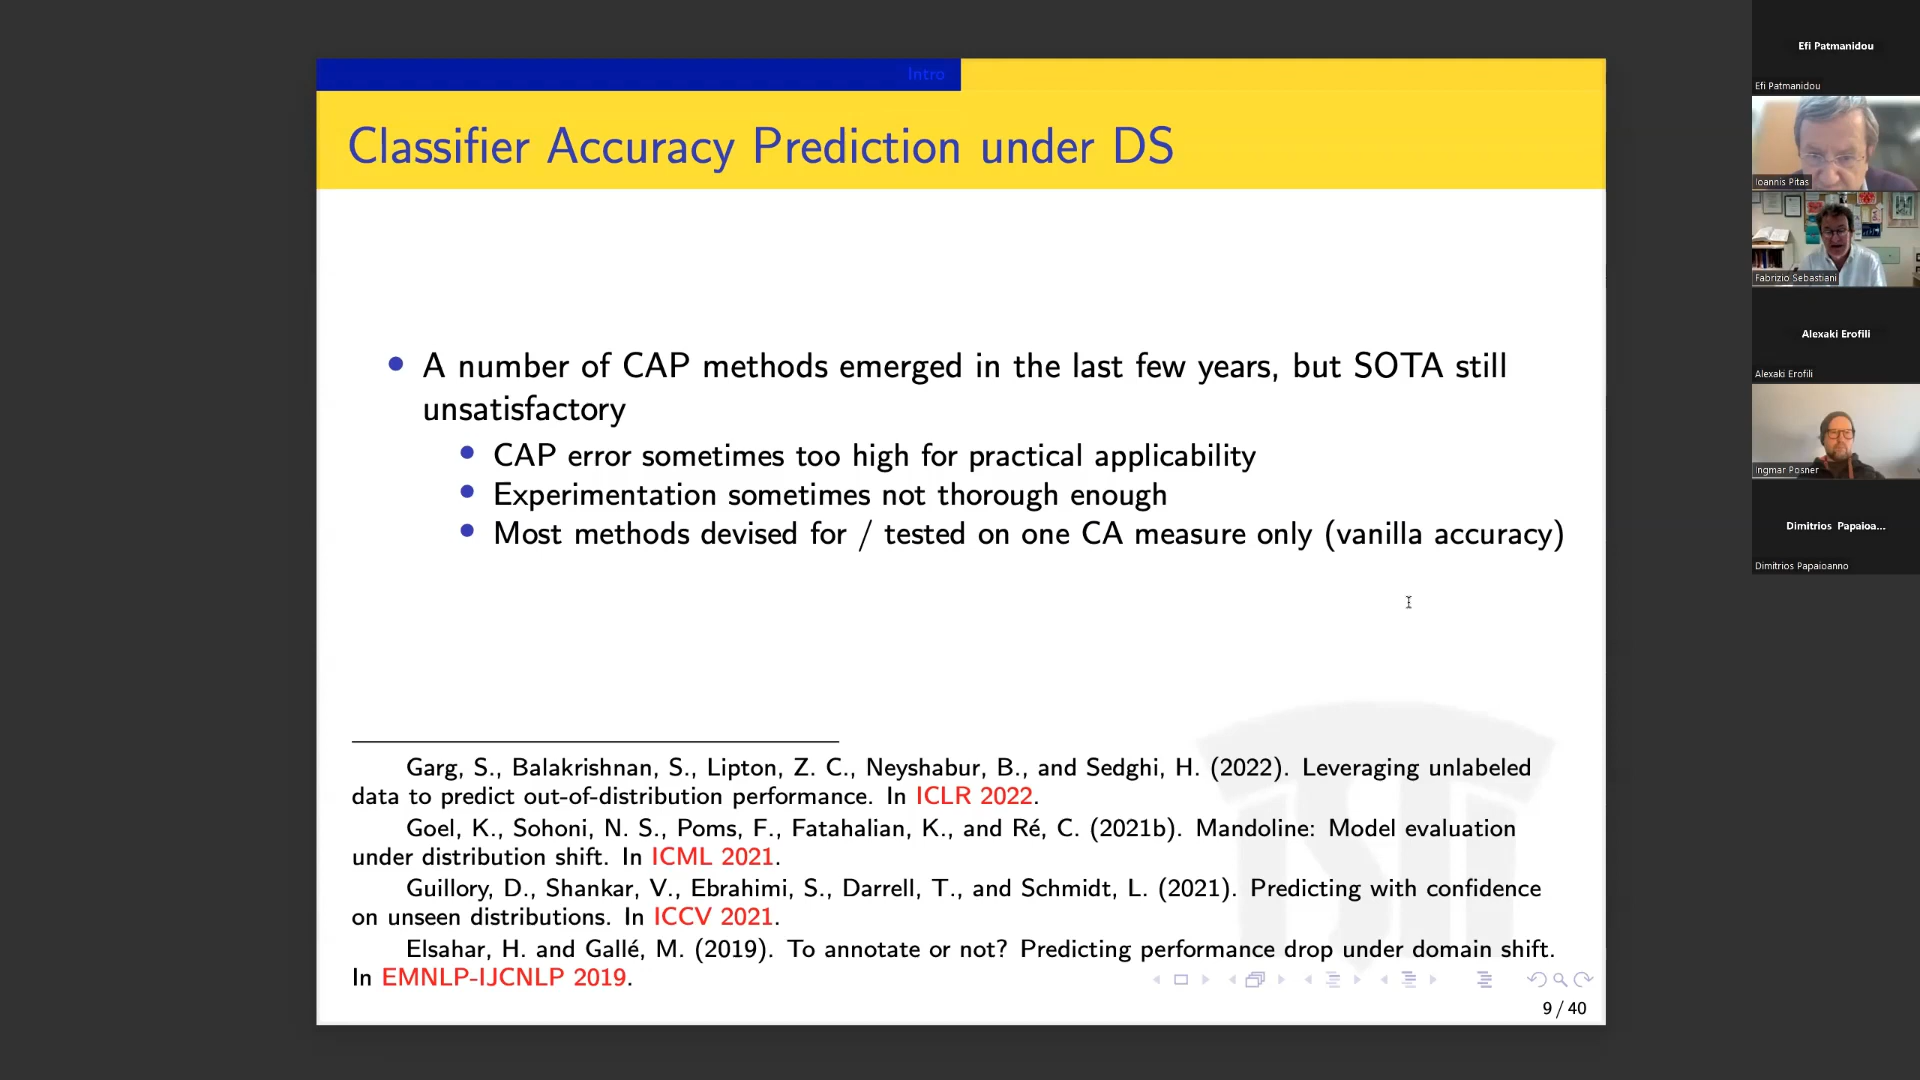 Intro
Classifier Accuracy Prediction under DS
A number of CAP methods emerged in the last few years, but SOTA still
unsatisfactory
CAP error sometimes too high for practical applicability
Experimentation sometimes not thorough enough
Most methods devised for / tested on one CA measure only (vanilla accuracy)
Garg, S., Balakrishnan, S., Lipton, Z. C., Neyshabur, B., and Sedghi, H. (2022). Leveraging unlabeled
data to predict out-of-distribution performance. In ICLR 2022.
Goel, K., Sohoni, N. S., Poms, F., Fatahalian, K., and Ré, C. (2021b). Mandoline: Model evaluation
under distribution shift. In ICML 2021.
Guillory, D., Shankar, V., Ebrahimi, S., Darrell, T., and Schmidt, L. (2021). Predicting with confidence
on unseen distributions. In ICCV 2021.
Elsahar, H. and Gallé, M. (2019). To annotate or not? Predicting performance drop under domain shift.
In EMNLP-IJCNLP 2019.
9 / 40
Efi Patmanidou
Efi Patmanidou
Ioannis Pitas
Fabrizio Sebastiani
Alexaki Erofili
Alexaki Erofili
Ingmar Posner
Dimitrios Papaioa...
Dimitrios Papaioanno